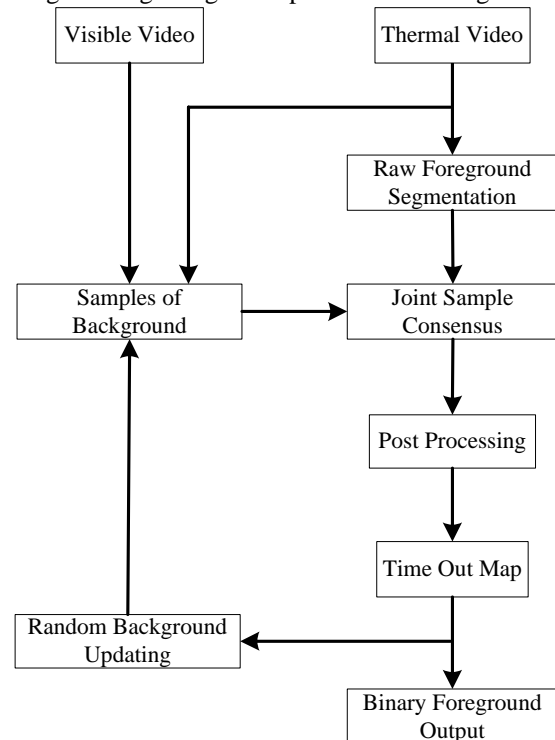 Visible Video
Thermal Video
Raw Foreground
Segmentation
Samples of
Background
Joint Sample
Consensus
Post Processing
Time Out Map
Random Background
Updating
Binary Foreground
Output